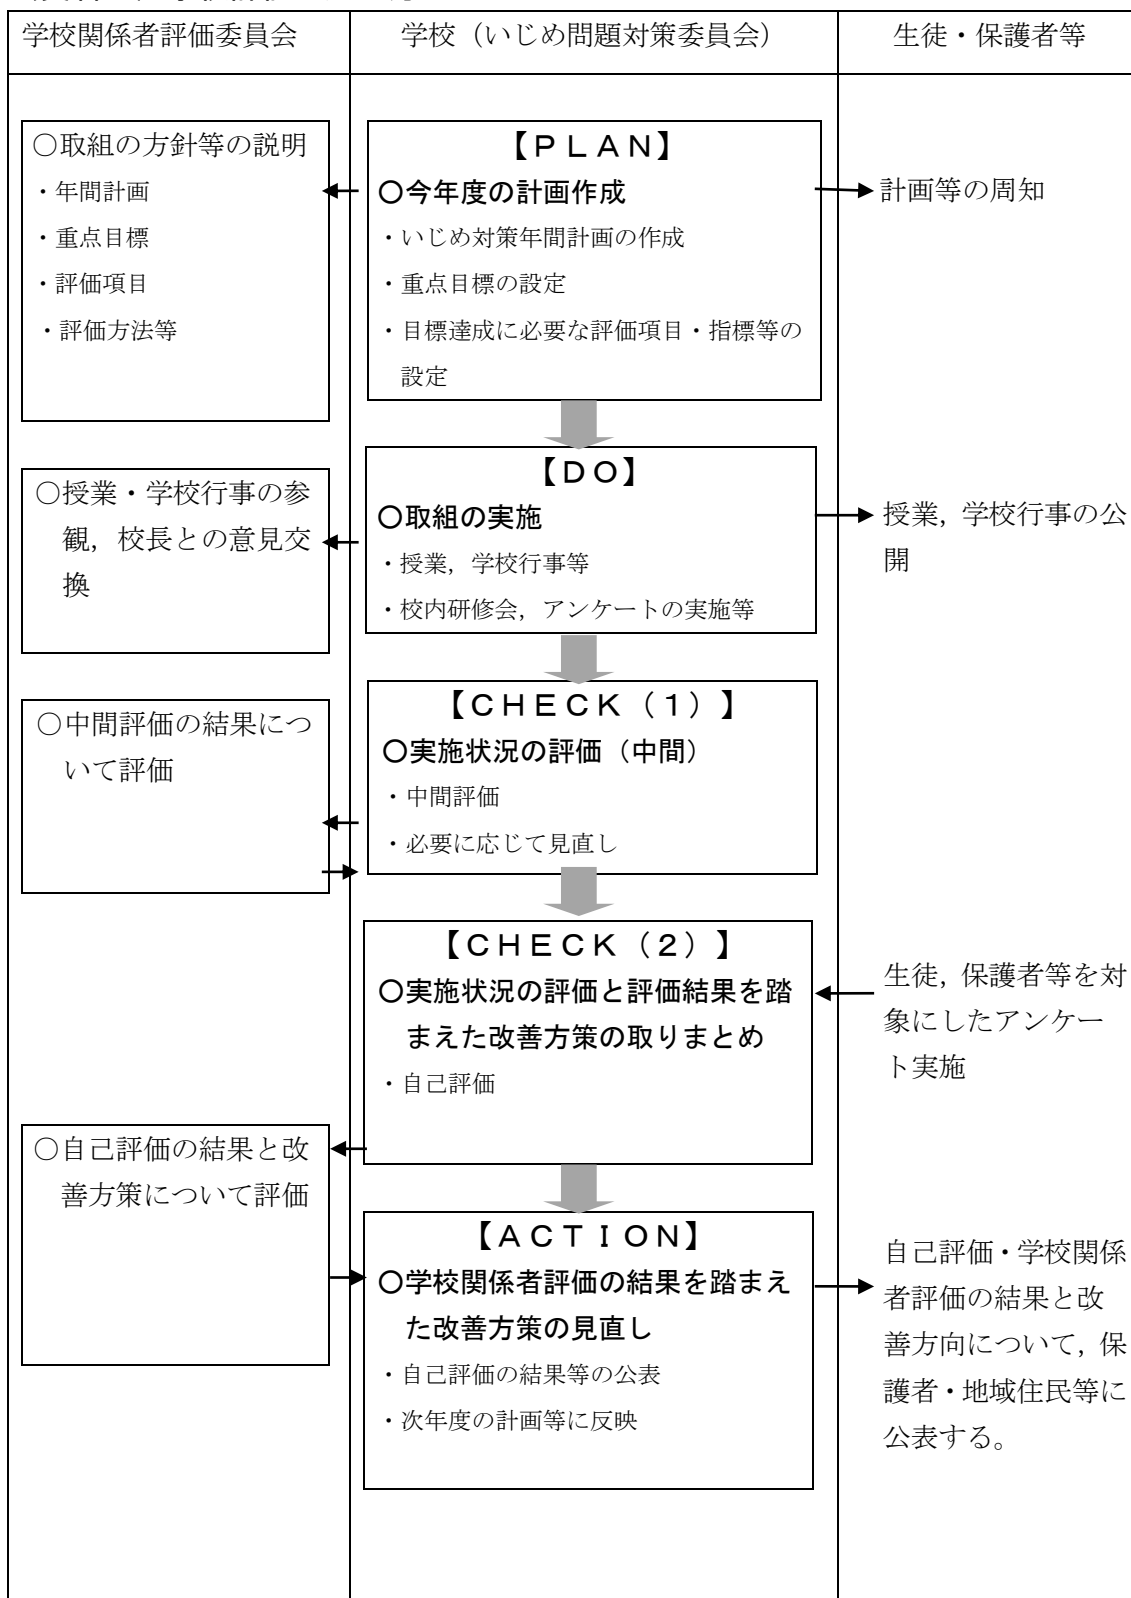 学校関係者評価委員会
学校（いじめ問題対策委員会）
生徒・保護者等
〇取組の方針等の説明
・年間計画
・重点目標
・評価項目
・評価方法等
【ＰＬＡＮ】
〇今年度の計画作成
・いじめ対策年間計画の作成
・重点目標の設定
・目標達成に必要な評価項目・指標等の
設定
計画等の周知
〇授業・学校行事の参
観，校長との意見交
換
【ＤＯ】
〇取組の実施
・授業，学校行事等
・校内研修会，アンケートの実施等
授業，学校行事の公
開
〇中間評価の結果につ
いて評価
【ＣＨＥＣＫ（１）】
〇実施状況の評価（中間）
・中間評価
・必要に応じて見直し
【ＣＨＥＣＫ（２）】
〇実施状況の評価と評価結果を踏
まえた改善方策の取りまとめ
・自己評価
生徒，保護者等を対
象にしたアンケー
ト実施
〇自己評価の結果と改
善方策について評価
【ＡＣＴＩＯＮ】
〇学校関係者評価の結果を踏まえ
た改善方策の見直し
・自己評価の結果等の公表
・次年度の計画等に反映
自己評価・学校関係
者評価の結果と改
善方向について，保
護者・地域住民等に
公表する。